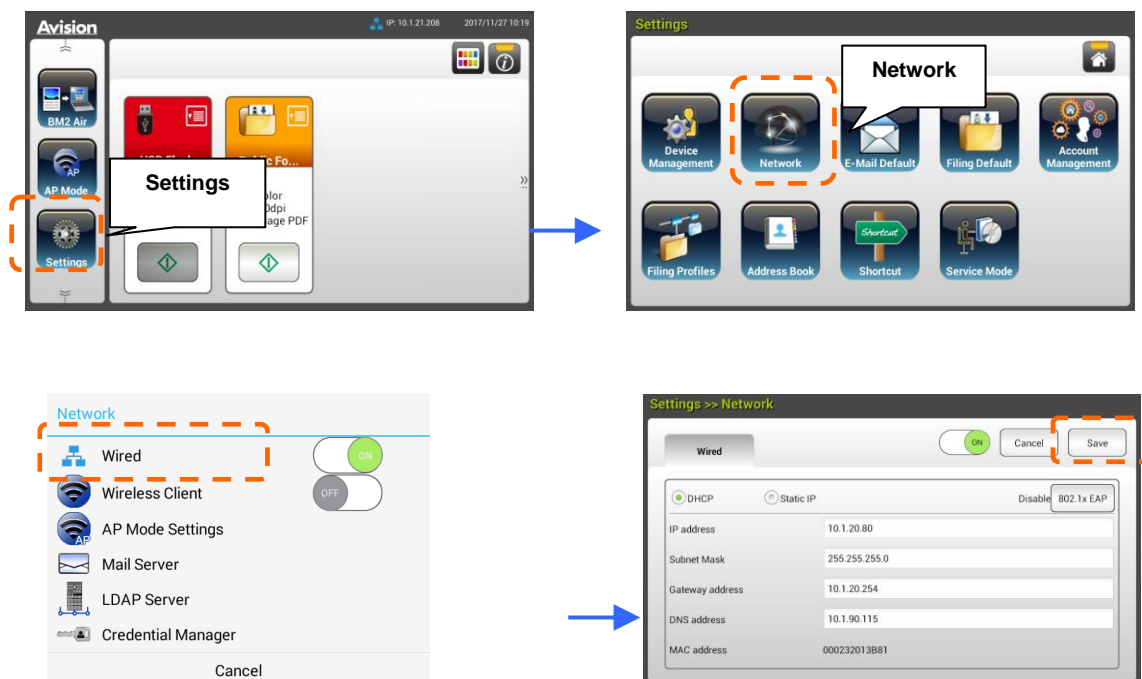 Avision
IP: 10.1.21.208 2017/11/27 10:19
BM2 Air
AP
AP Mode
Settings
Public Fo...
age PDF
Settings
Settings
Network
Device Management
Network
E-Mail Default
Filing Default
Account Management
Filing Profiles
Address Book
Shortcut
Shortcut
Service Mode
Network
Wired ON
Wireless Client OFF
AP
AP Mode Settings
Mail Server
LDAP Server
Credential Manager
Cancel
Settings >> Network
Wired ON Cancel Save
DHCP Static IP Disable 802.1x EAP
IP address 10.1.20.80
Subnet Mask 255.255.255.0
Gateway address 10.1.20.254
DNS address 10.1.90.115
MAC address 000232013B81